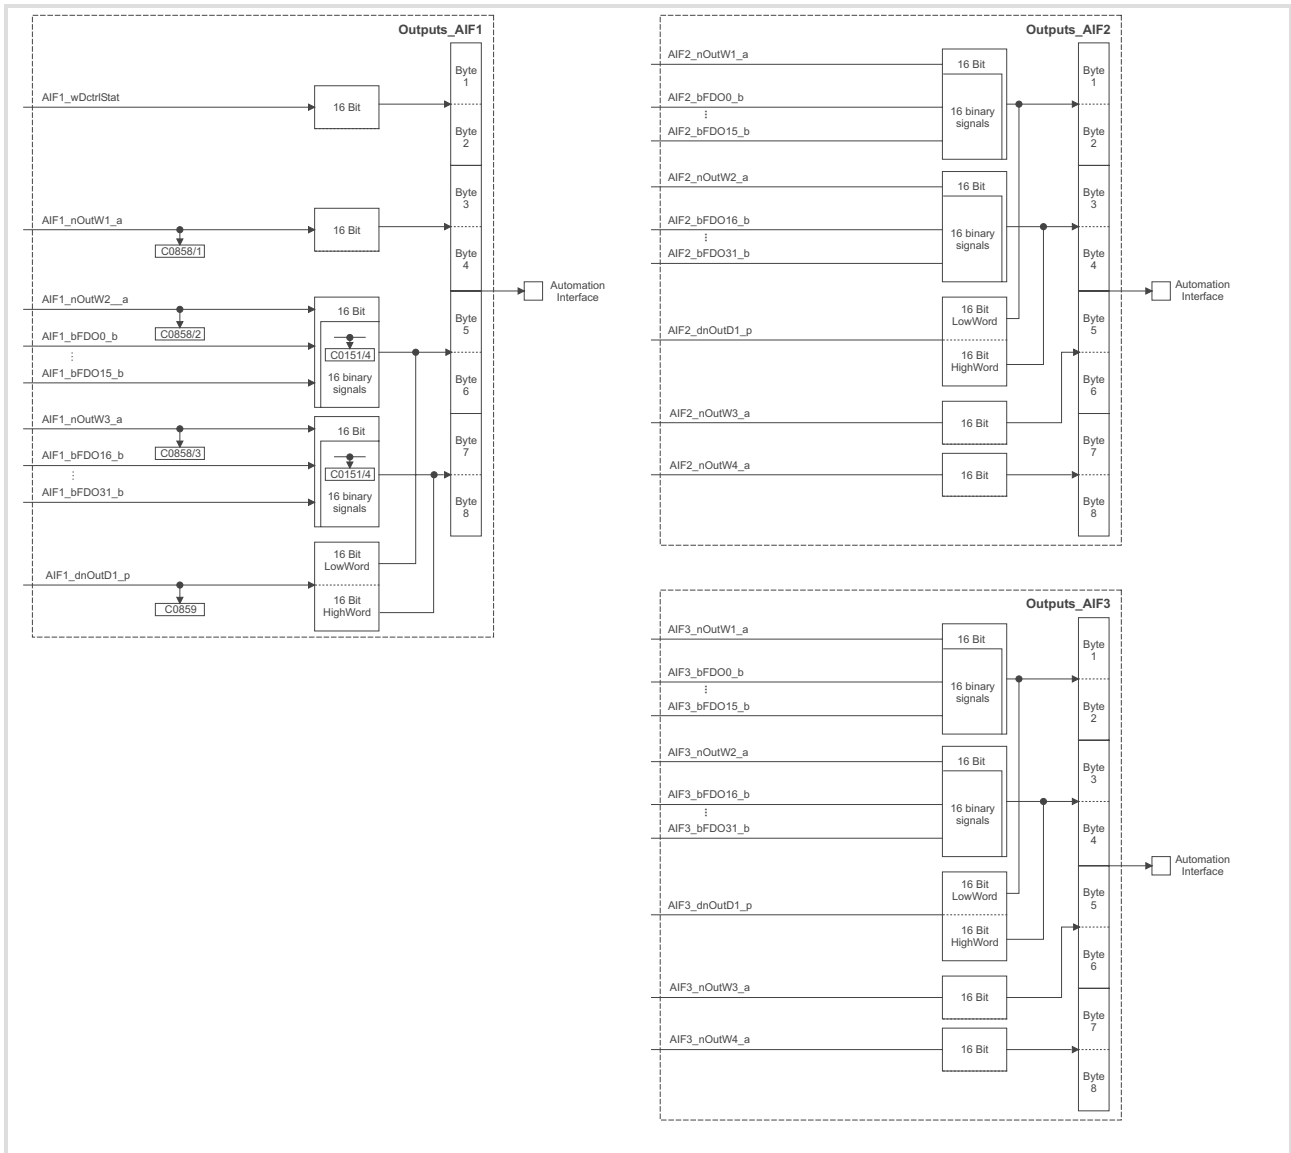 Outputs_AIF1
AIF1_wDctrlStat
16 Bit
Byte
1
Byte
2
AIF1_nOutW1_a
C0858/1
16 Bit
Byte
3
Byte
4
AIF1_nOutW2__a
C0858/2
AIF1_bFDO0_b
AIF1_bFDO15_b
16 Bit
C0151/4
16 binary
signals
Byte
5
Byte
6
AIF1_nOutW3_a
C0858/3
AIF1_bFDO16_b
AIF1_bFDO31_b
16 Bit
C0151/4
16 binary
signals
Byte
7
Byte
8
AIF1_dnOutD1_p
C0859
16 Bit
LowWord
16 Bit
HighWord
Automation
Interface
Outputs_AIF2
AIF2_nOutW1_a
AIF2_bFDO0_b
AIF2_bFDO15_b
16 Bit
16 binary
signals
Byte
1
Byte
2
AIF2_nOutW2_a
AIF2_bFDO16_b
AIF2_bFDO31_b
16 Bit
16 binary
signals
Byte
3
Byte
4
AIF2_dnOutD1_p
16 Bit
LowWord
16 Bit
HighWord
Byte
5
Byte
6
AIF2_nOutW3_a
16 Bit
AIF2_nOutW4_a
16 Bit
Byte
7
Byte
8
Automation
Interface
Outputs_AIF3
AIF3_nOutW1_a
AIF3_bFDO0_b
AIF3_bFDO15_b
16 Bit
16 binary
signals
Byte
1
Byte
2
AIF3_nOutW2_a
AIF3_bFDO16_b
AIF3_bFDO31_b
16 Bit
16 binary
signals
Byte
3
Byte
4
AIF3_dnOutD1_p
16 Bit
LowWord
16 Bit
HighWord
Byte
5
Byte
6
AIF3_nOutW3_a
16 Bit
AIF3_nOutW4_a
16 Bit
Byte
7
Byte
8
Automation
Interface